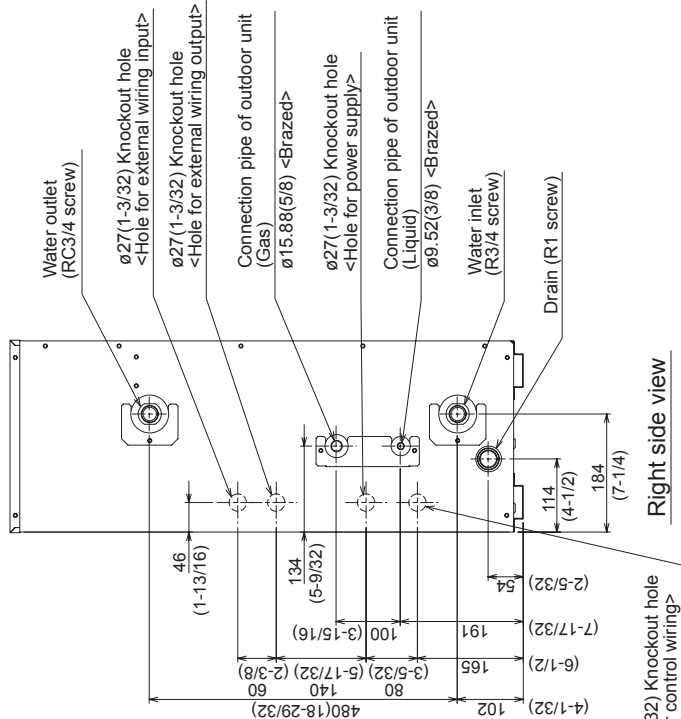 Water outlet
(RC3/4 screw)
ø27(1-3/32) Knockout hole
<Hole for external wiring input>
ø27(1-3/32) Knockout hole
<Hole for external wiring output>
Connection pipe of outdoor unit
(Gas)
ø15.88(5/8) <Brazed>
ø27(1-3/32) Knockout hole
<Hole for power supply>
Connection pipe of outdoor unit
(Liquid)
ø9.52(3/8) <Brazed>
Water inlet
(R3/4 screw)
Drain (R1 screw)
46
(1-13/16)
134
(5-9/32)
114
(4-1/2)
184
(7-1/4)
54
(2-5/32)
100
(3-15/16)
191
(7-17/32)
60
(2-3/8)
140
(5-17/32)
80
(3-5/32)
165
(6-1/2)
480(18-29/32)
102
(4-1/32)
Right side view
32) Knockout hole
control wiring>